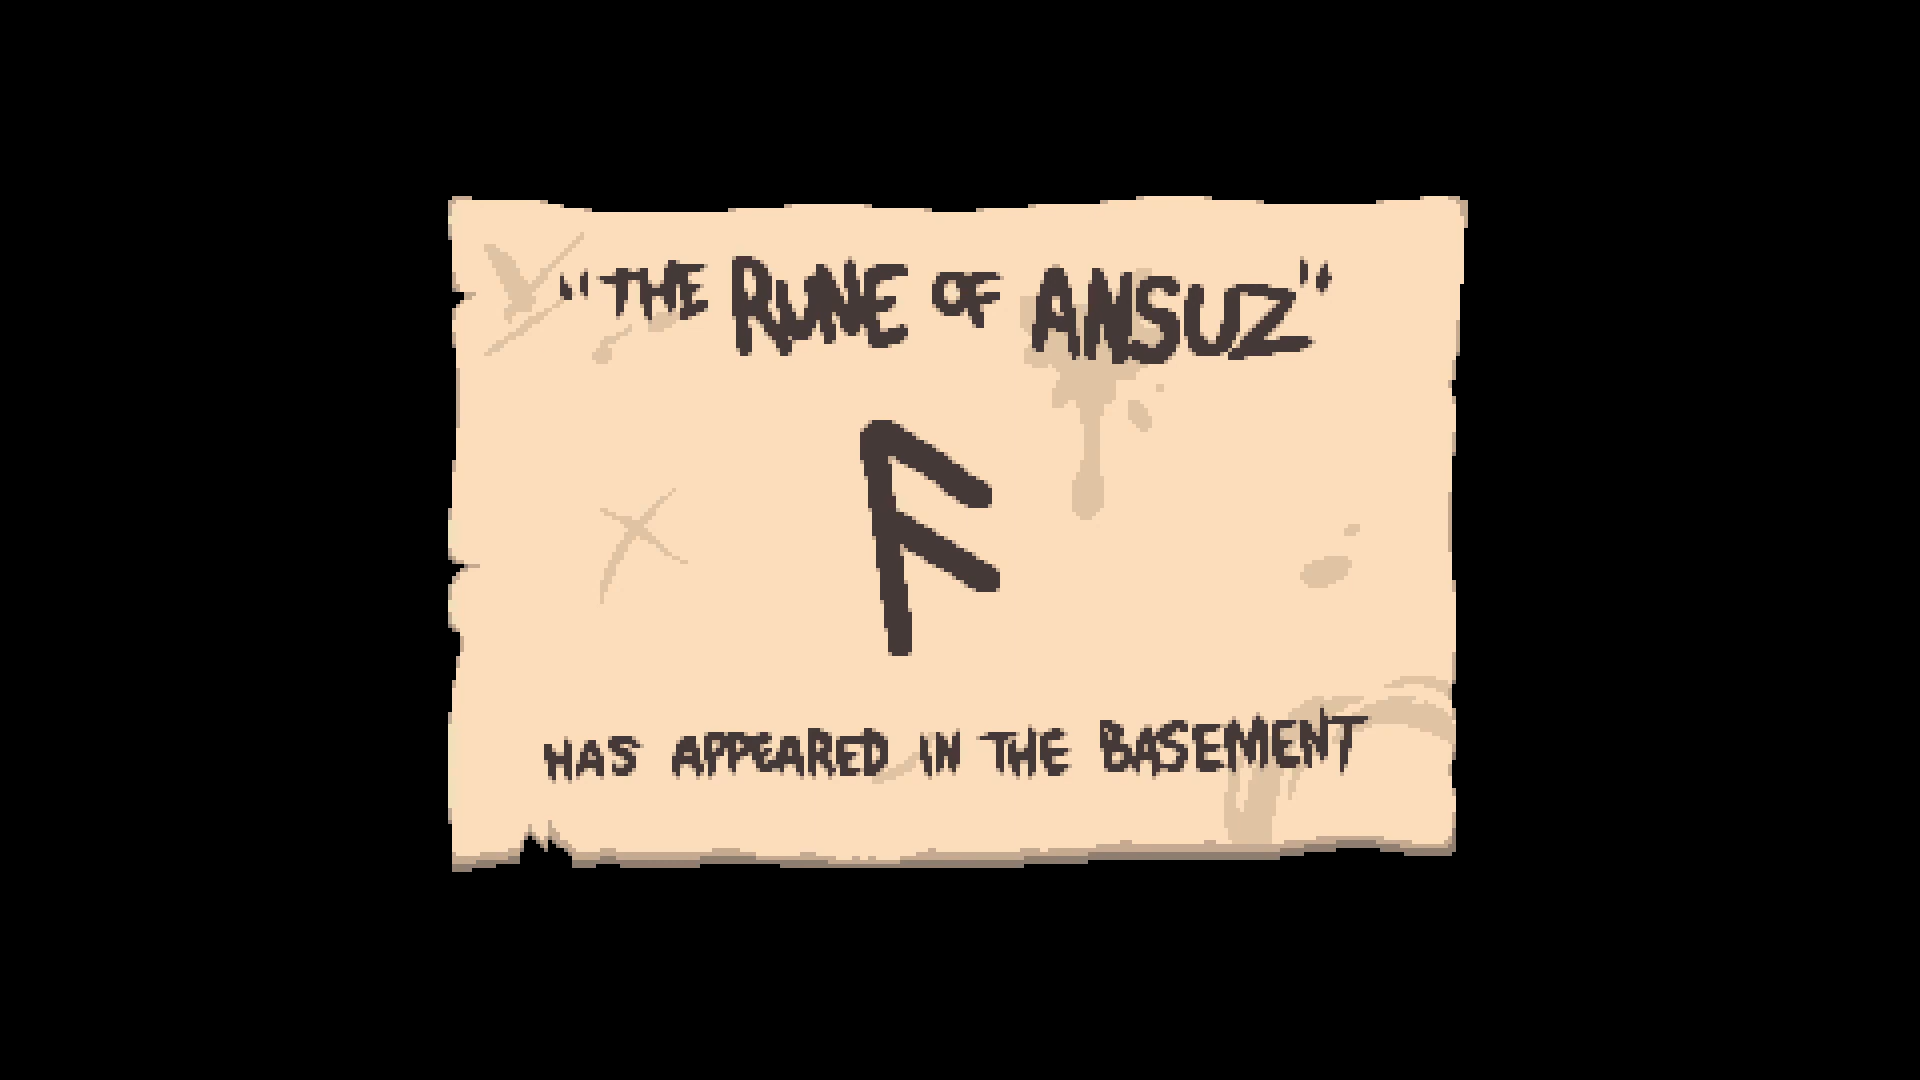 "THE RUNE OF ANSUZ"
ᚨ
HAS APPEARED IN THE BASEMENT